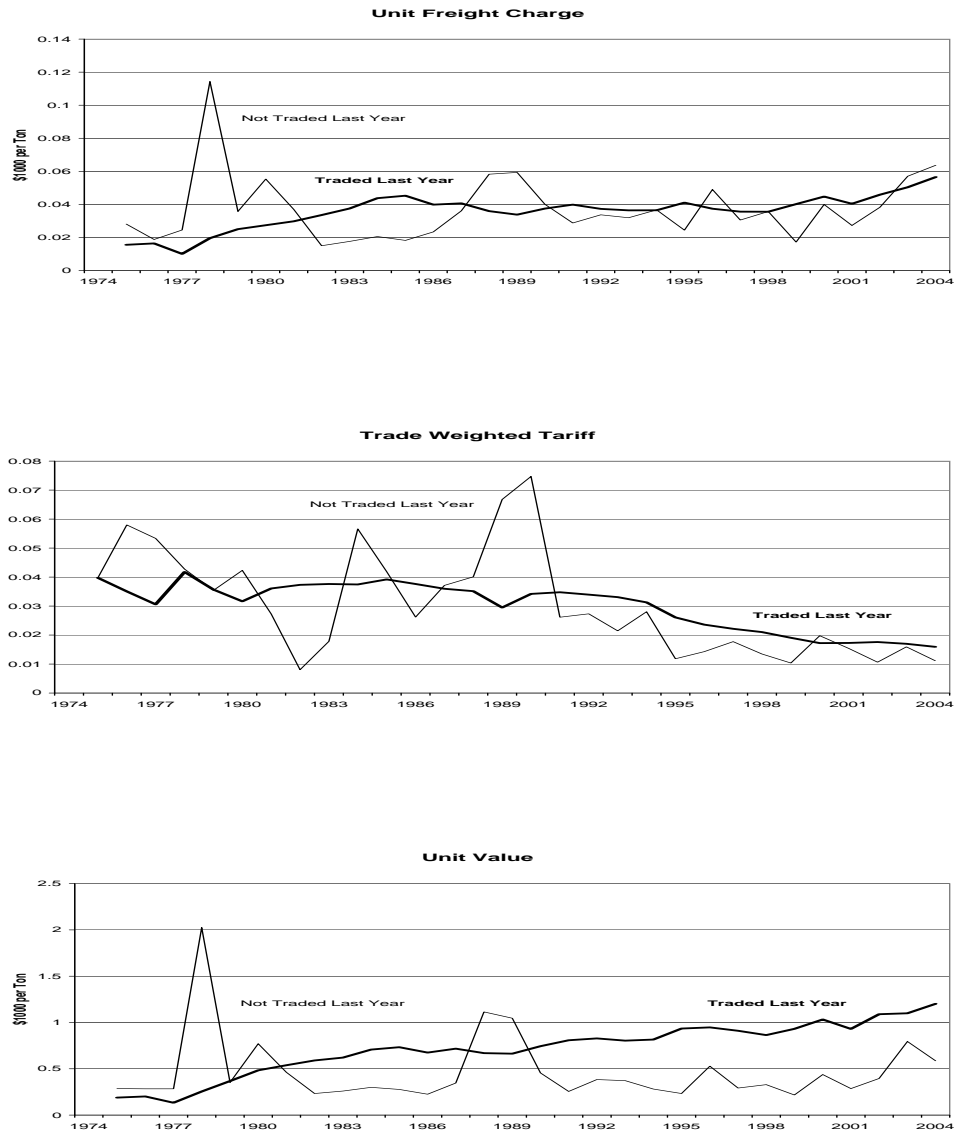 Unit Freight Charge
0.14
0.12
0.1
0.08
0.06
0.04
0.02
0
$1000 per Ton
Not Traded Last Year
Traded Last Year
1974 1977 1980 1983 1986 1989 1992 1995 1998 2001 2004
Trade Weighted Tariff
0.08
0.07
0.06
0.05
0.04
0.03
0.02
0.01
0
Not Traded Last Year
Traded Last Year
1974 1977 1980 1983 1986 1989 1992 1995 1998 2001 2004
Unit Value
2.5
2
1.5
1
0.5
0
$1000 per Ton
Not Traded Last Year
Traded Last Year
1974 1977 1980 1983 1986 1989 1992 1995 1998 2001 2004